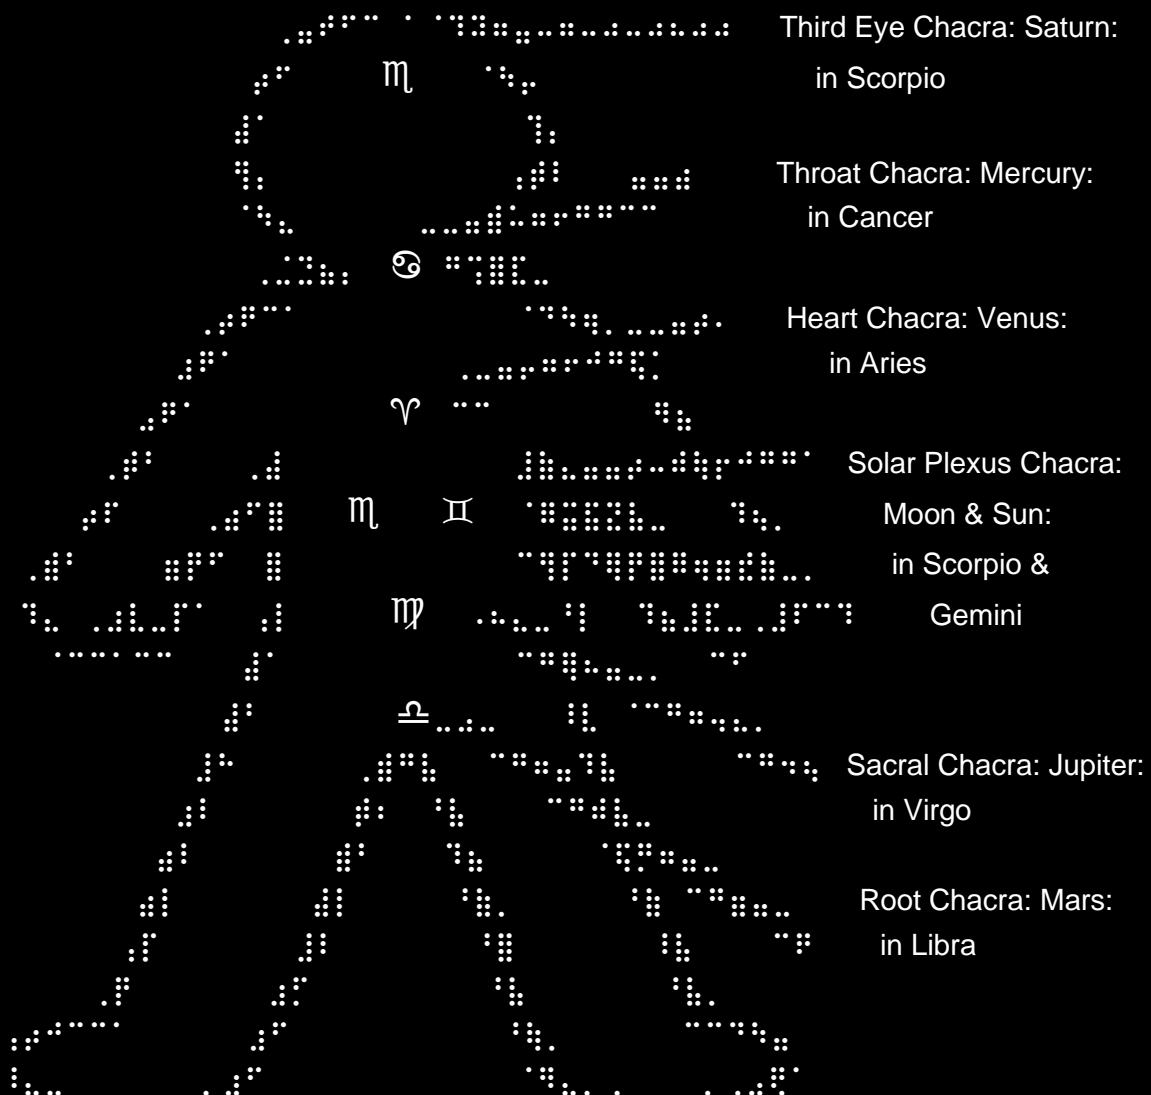 Third Eye Chacra: Saturn:
♏ in Scorpio
Throat Chacra: Mercury:
in Cancer
♋
Heart Chacra: Venus:
in Aries
♈
Solar Plexus Chacra:
♏ ♊ Moon & Sun:
in Scorpio &
♍ Gemini
♎
Sacral Chacra: Jupiter:
in Virgo
Root Chacra: Mars:
in Libra